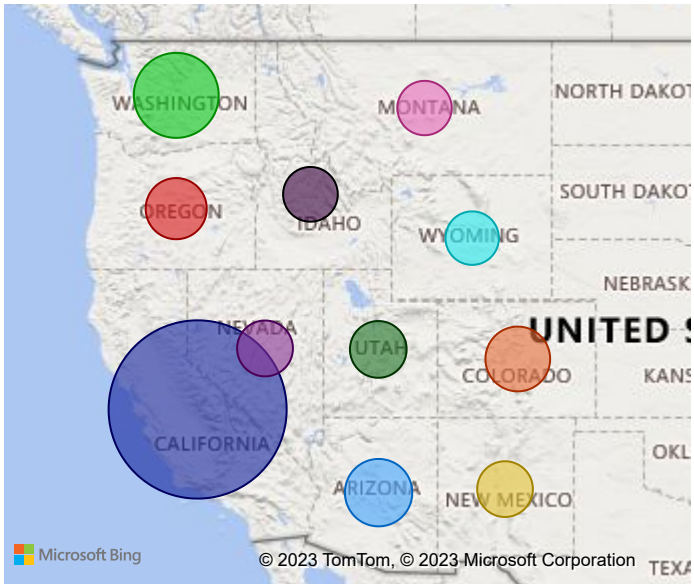 WASHINGTON
MONTANA
NORTH DAKOT
OREGON
IDAHO
SOUTH DAKO
WYOMING
NEBRASK
NEVADA
UNITED S
UTAH
COLORADO
KANS
CALIFORNIA
OKL
ARIZONA
NEW MEXICO
Microsoft Bing
© 2023 TomTom, © 2023 Microsoft Corporation
TEXA